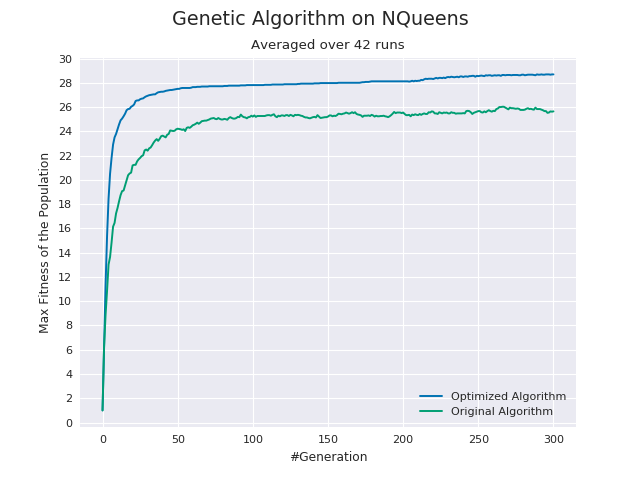 Genetic Algorithm on NQueens
Averaged over 42 runs
Max Fitness of the Population
30
28
26
24
22
20
18
16
14
12
10
8
6
4
2
0
0 50 100 150 200 250 300
#Generation
Optimized Algorithm
Original Algorithm